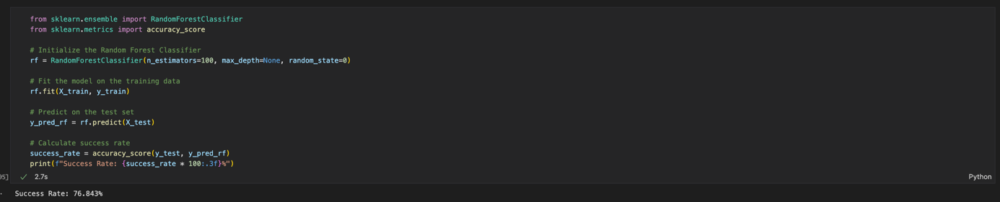 from sklearn.ensemble import RandomForestClassifier
from sklearn.metrics import accuracy_score
# Initialize the Random Forest Classifier
rf = RandomForestClassifier(n_estimators=100, max_depth=None, random_state=0)
# Fit the model on the training data
rf.fit(X_train, y_train)
# Predict on the test set
y_pred_rf = rf.predict(X_test)
# Calculate success rate
success_rate = accuracy_score(y_test, y_pred_rf)
print(f"Success Rate: {success_rate * 100:.3f}%")
95] ✓ 2.7s Python
Success Rate: 76.843%